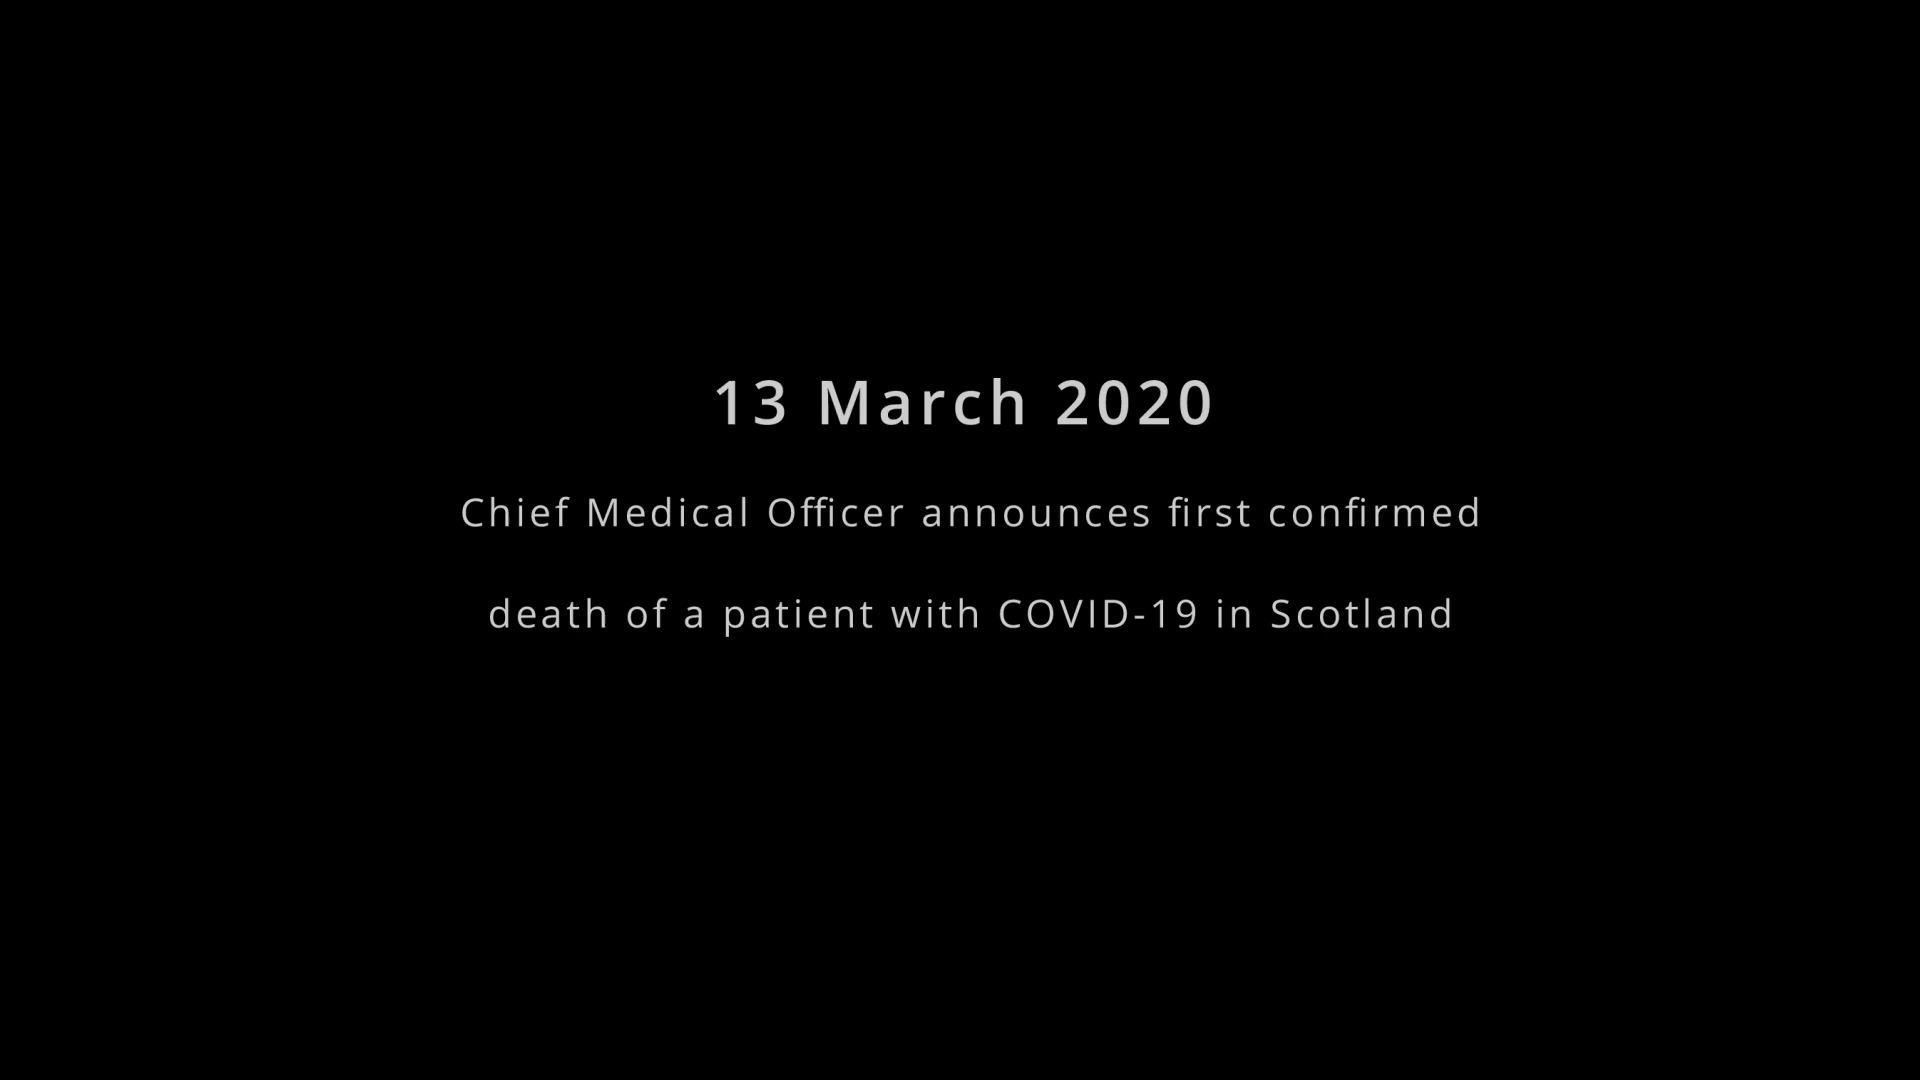 13 March 2020
Chief Medical Officer announces first confirmed
death of a patient with COVID-19 in Scotland